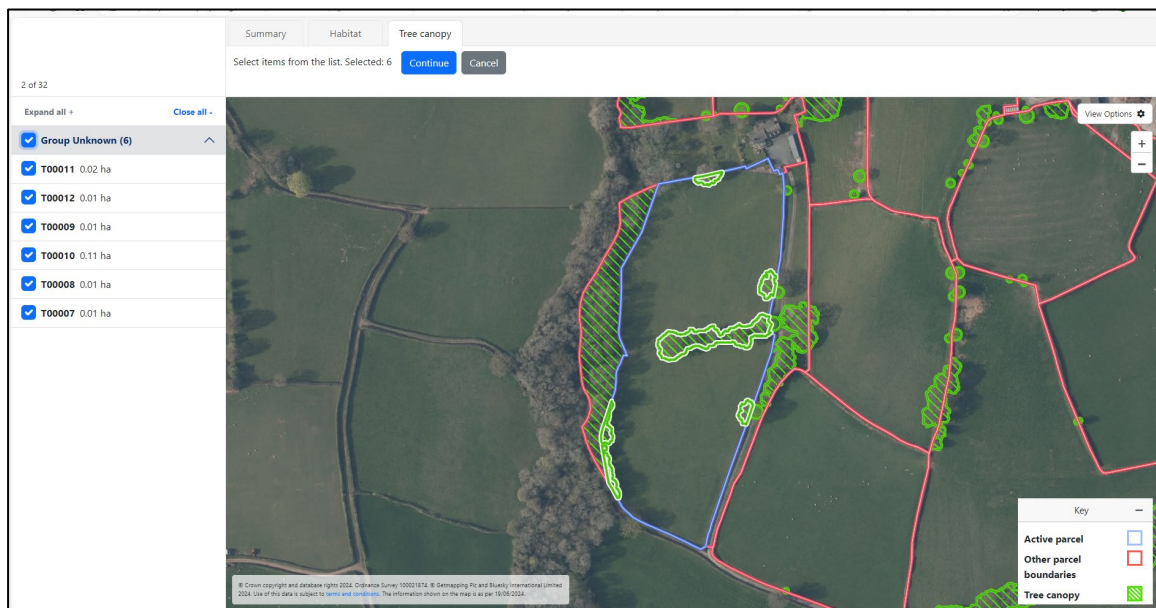 Summary
Habitat
Tree canopy
Select items from the list. Selected: 6
Continue
Cancel
2 of 32
Expand all +
Close all -
Group Unknown (6)
T00011 0.02 ha
T00012 0.01 ha
T00009 0.01 ha
T00010 0.11 ha
T00008 0.01 ha
T00007 0.01 ha
View Options
+
−
Key
−
Active parcel
Other parcel
boundaries
Tree canopy
© Crown copyright and database rights 2024. Ordnance Survey 100021874. © Getmapping Plc and Bluesky International Limited
2024. Use of this data is subject to terms and conditions. The information shown on the map is as per 19/06/2024.